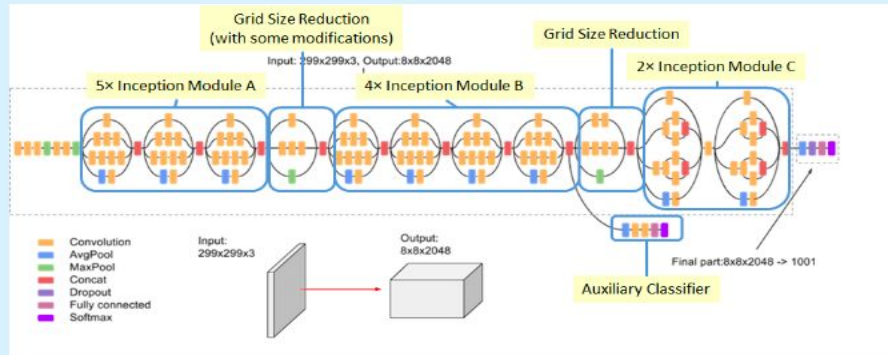 Grid Size Reduction
(with some modifications)
Grid Size Reduction
Input: 299x299x3, Output:8x8x2048
5× Inception Module A
4× Inception Module B
2× Inception Module C
Convolution
AvgPool
MaxPool
Concat
Dropout
Fully connected
Softmax
Input:
299x299x3
Output:
8x8x2048
Final part:8x8x2048 -> 1001
Auxiliary Classifier